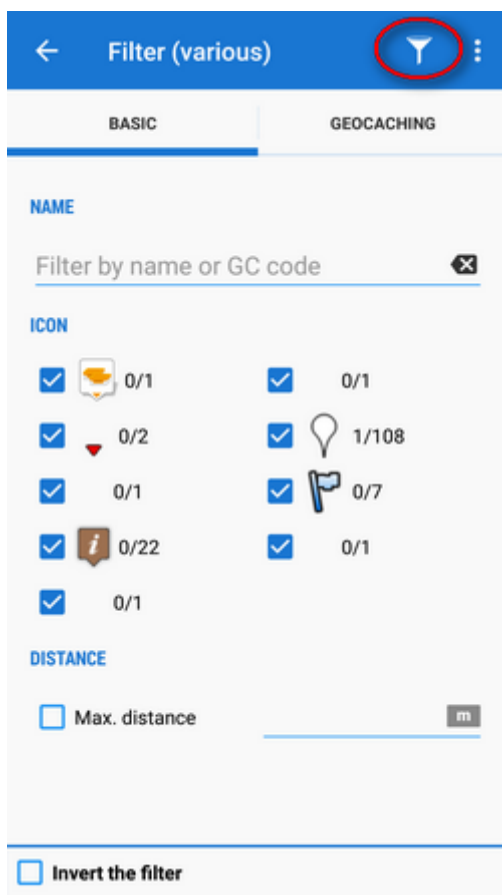 Filter (various)
BASIC GEOCACHING
NAME
Filter by name or GC code
ICON
0/1 0/1
0/2 1/108
0/1 0/7
i 0/22 0/1
0/1
DISTANCE
Max. distance m
Invert the filter